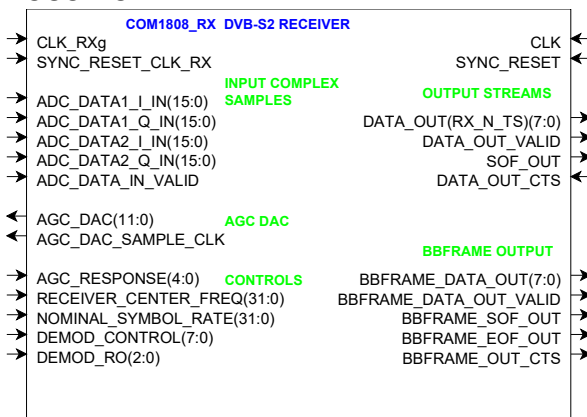 COM1808_RX DVB-S2 RECEIVER
CLK_RXg
SYNC_RESET_CLK_RX
CLK
SYNC_RESET
INPUT COMPLEX
SAMPLES
ADC_DATA1_I_IN(15:0)
ADC_DATA1_Q_IN(15:0)
ADC_DATA2_I_IN(15:0)
ADC_DATA2_Q_IN(15:0)
ADC_DATA_IN_VALID
OUTPUT STREAMS
DATA_OUT(RX_N_TS)(7:0)
DATA_OUT_VALID
SOF_OUT
DATA_OUT_CTS
AGC_DAC(11:0)
AGC_DAC_SAMPLE_CLK
AGC DAC
AGC_RESPONSE(4:0)
RECEIVER_CENTER_FREQ(31:0)
NOMINAL_SYMBOL_RATE(31:0)
DEMOD_CONTROL(7:0)
DEMOD_RO(2:0)
CONTROLS
BBFRAME OUTPUT
BBFRAME_DATA_OUT(7:0)
BBFRAME_DATA_OUT_VALID
BBFRAME_SOF_OUT
BBFRAME_EOF_OUT
BBFRAME_OUT_CTS